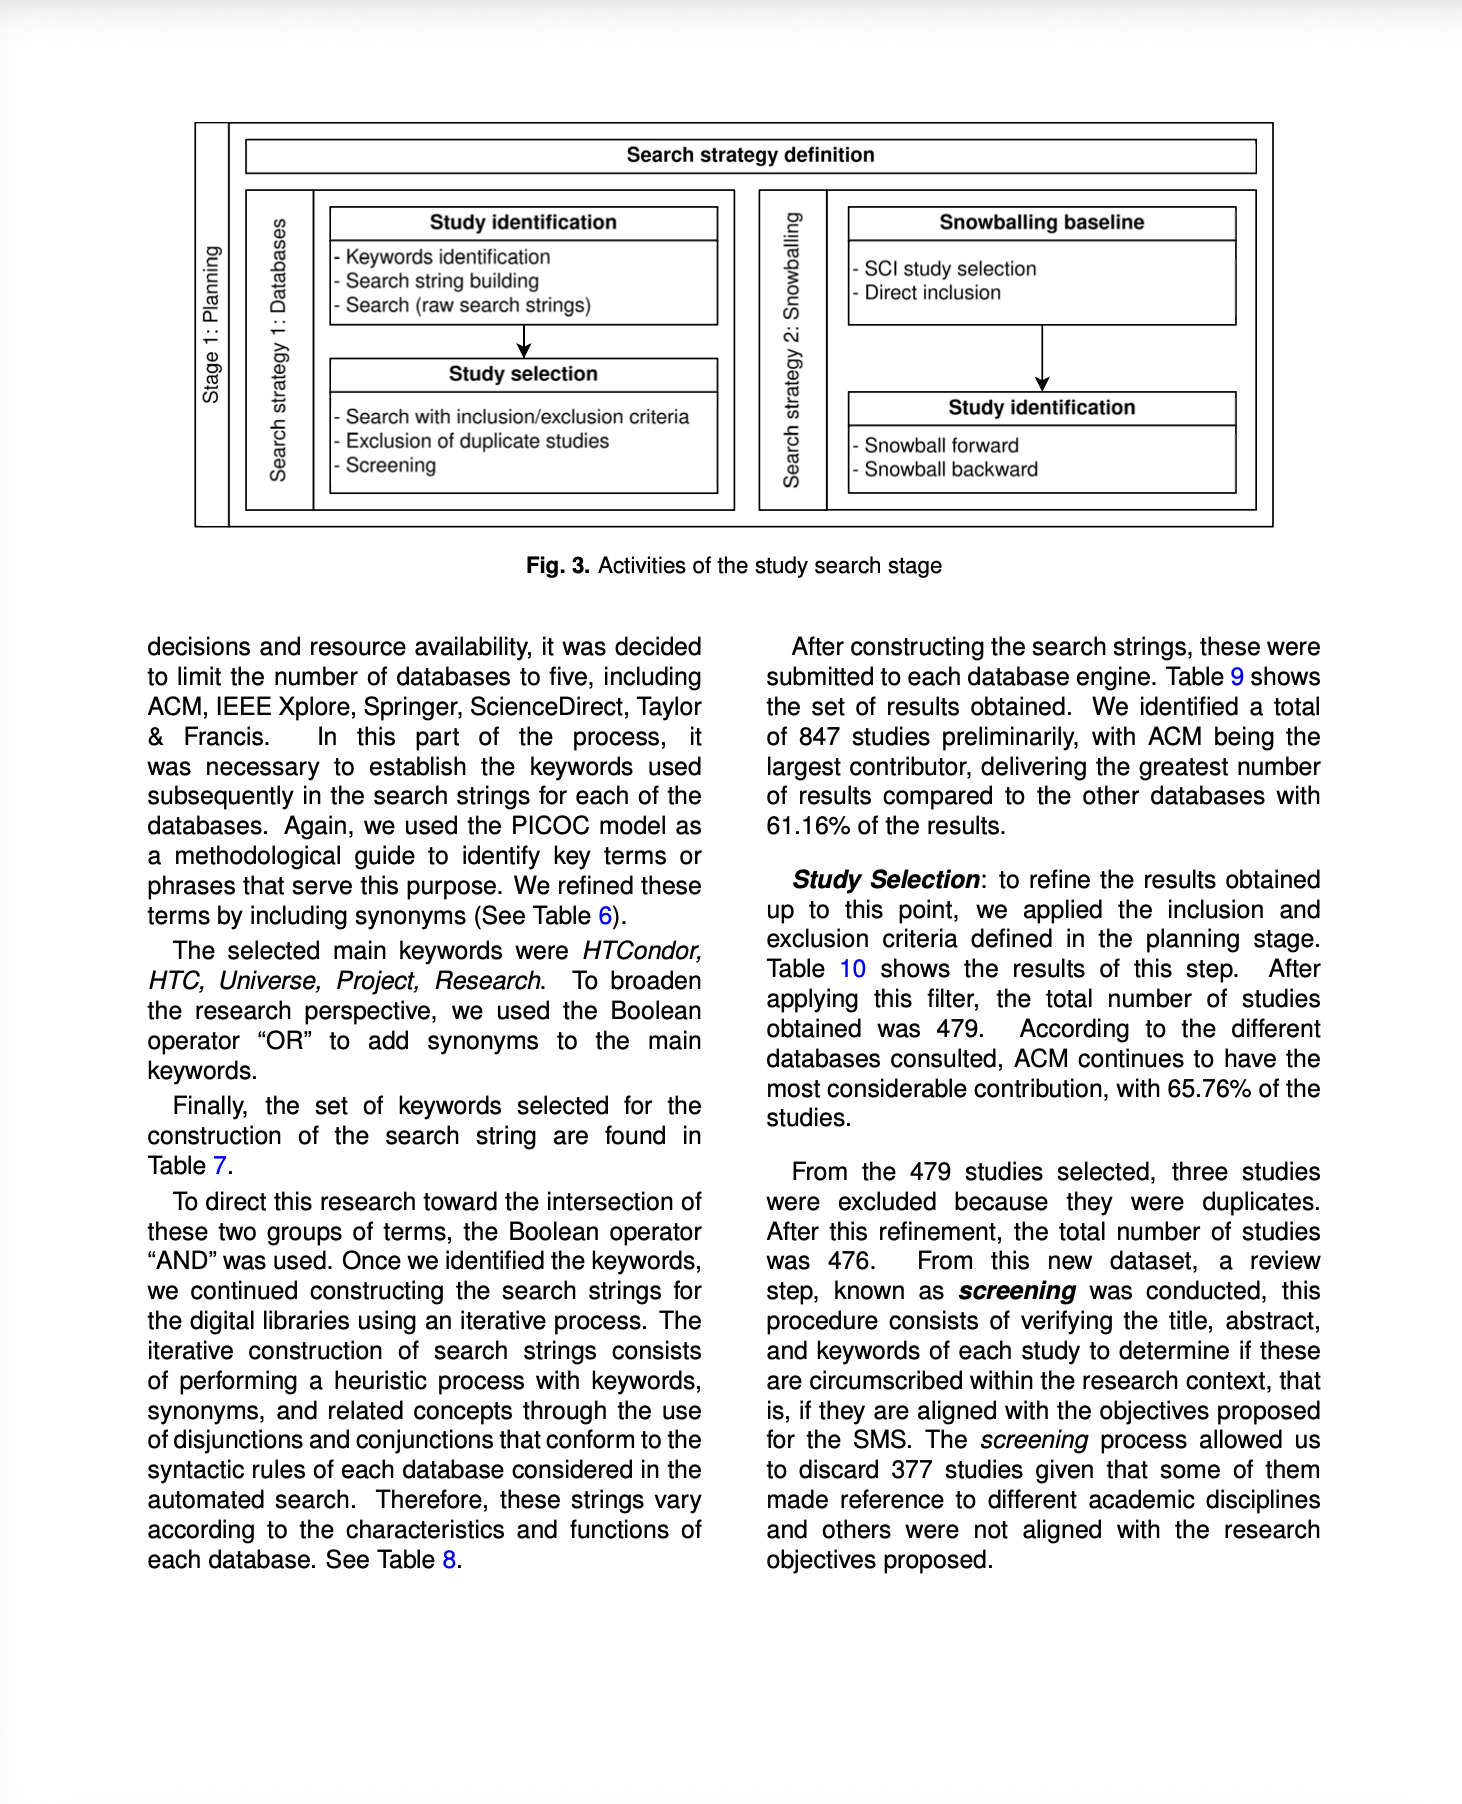 Stage 1: Planning
Search strategy definition
Search strategy 1: Databases
Study identification
- Keywords identification
- Search string building
- Search (raw search strings)
Study selection
- Search with inclusion/exclusion criteria
- Exclusion of duplicate studies
- Screening
Search strategy 2: Snowballing
Snowballing baseline
- SCI study selection
- Direct inclusion
Study identification
- Snowball forward
- Snowball backward
Fig. 3. Activities of the study search stage
decisions and resource availability, it was decided
to limit the number of databases to five, including
ACM, IEEE Xplore, Springer, ScienceDirect, Taylor
& Francis. In this part of the process, it
was necessary to establish the keywords used
subsequently in the search strings for each of the
databases. Again, we used the PICOC model as
a methodological guide to identify key terms or
phrases that serve this purpose. We refined these
terms by including synonyms (See Table 6).
The selected main keywords were HTCondor,
HTC, Universe, Project, Research. To broaden
the research perspective, we used the Boolean
operator “OR” to add synonyms to the main
keywords.
Finally, the set of keywords selected for the
construction of the search string are found in
Table 7.
To direct this research toward the intersection of
these two groups of terms, the Boolean operator
“AND” was used. Once we identified the keywords,
we continued constructing the search strings for
the digital libraries using an iterative process. The
iterative construction of search strings consists
of performing a heuristic process with keywords,
synonyms, and related concepts through the use
of disjunctions and conjunctions that conform to the
syntactic rules of each database considered in the
automated search. Therefore, these strings vary
according to the characteristics and functions of
each database. See Table 8.
After constructing the search strings, these were
submitted to each database engine. Table 9 shows
the set of results obtained. We identified a total
of 847 studies preliminarily, with ACM being the
largest contributor, delivering the greatest number
of results compared to the other databases with
61.16% of the results.
Study Selection: to refine the results obtained
up to this point, we applied the inclusion and
exclusion criteria defined in the planning stage.
Table 10 shows the results of this step. After
applying this filter, the total number of studies
obtained was 479. According to the different
databases consulted, ACM continues to have the
most considerable contribution, with 65.76% of the
studies.
From the 479 studies selected, three studies
were excluded because they were duplicates.
After this refinement, the total number of studies
was 476. From this new dataset, a review
step, known as screening was conducted, this
procedure consists of verifying the title, abstract,
and keywords of each study to determine if these
are circumscribed within the research context, that
is, if they are aligned with the objectives proposed
for the SMS. The screening process allowed us
to discard 377 studies given that some of them
made reference to different academic disciplines
and others were not aligned with the research
objectives proposed.